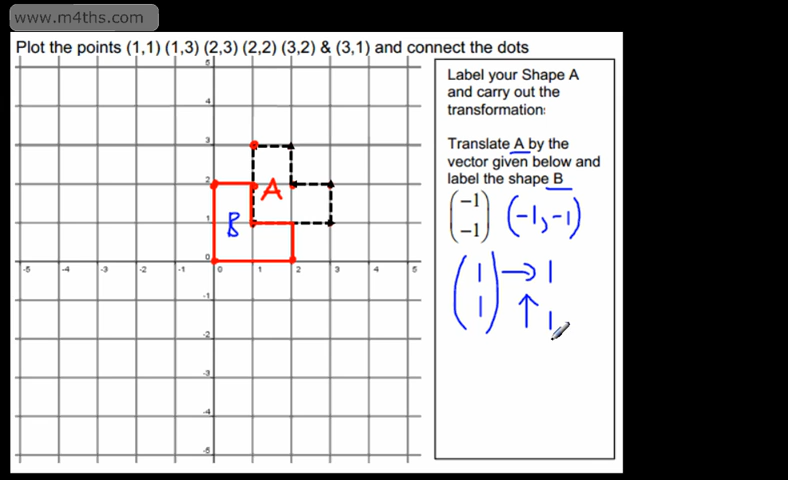 www.m4ths.com
Plot the points (1,1) (1,3) (2,3) (2,2) (3,2) & (3,1) and connect the dots
Label your Shape A
and carry out the
transformation:
Translate A by the
vector given below and
label the shape B
(-1
-1)
(-1,-1)
(1
1)
→ 1
↑ 1
A
B
5
4
3
2
1
0
-1
-2
-3
-4
-5
-5 -4 -3 -2 -1 0 1 2 3 4 5